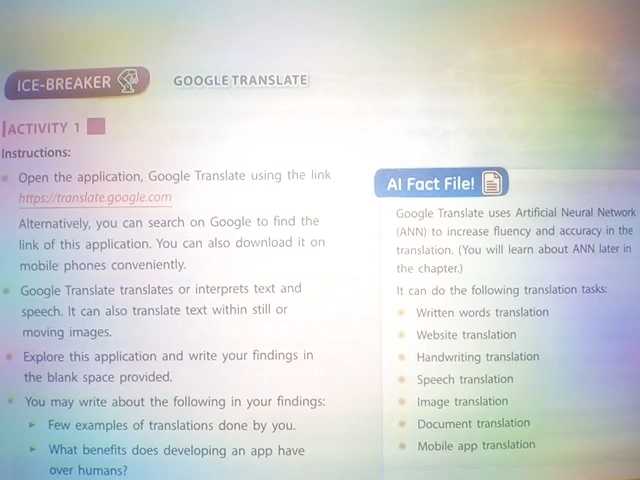 ICE-BREAKER
GOOGLE TRANSLATE
ACTIVITY 1
Instructions:
Open the application, Google Translate using the link
https://translate.google.com
Alternatively, you can search on Google to find the
link of this application. You can also download it on
mobile phones conveniently.
Google Translate translates or interprets text and
speech. It can also translate text within still or
moving images.
Explore this application and write your findings in
the blank space provided.
You may write about the following in your findings:
Few examples of translations done by you.
What benefits does developing an app have
over humans?
AI Fact File!
Google Translate uses Artificial Neural Network
(ANN) to increase fluency and accuracy in the
translation. (You will learn about ANN later in
the chapter.)
It can do the following translation tasks:
Written words translation
Website translation
Handwriting translation
Speech translation
Image translation
Document translation
Mobile app translation